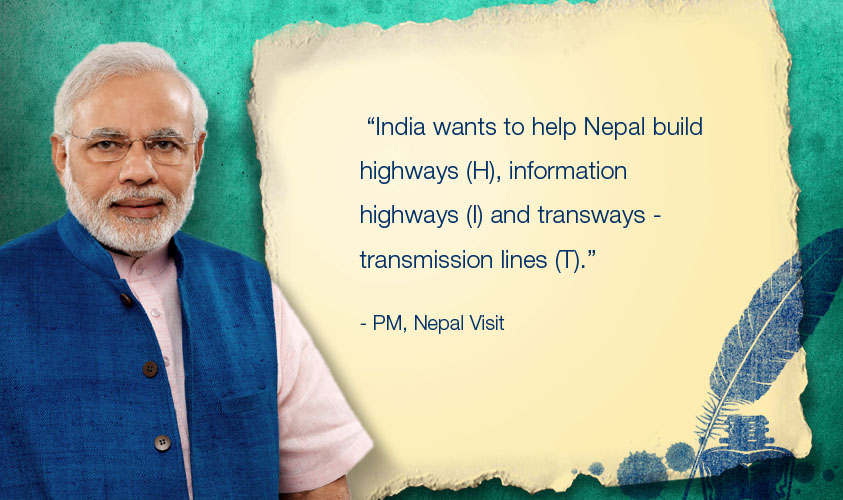 “India wants to help Nepal build
highways (H), information
highways (I) and transways -
transmission lines (T).”
- PM, Nepal Visit